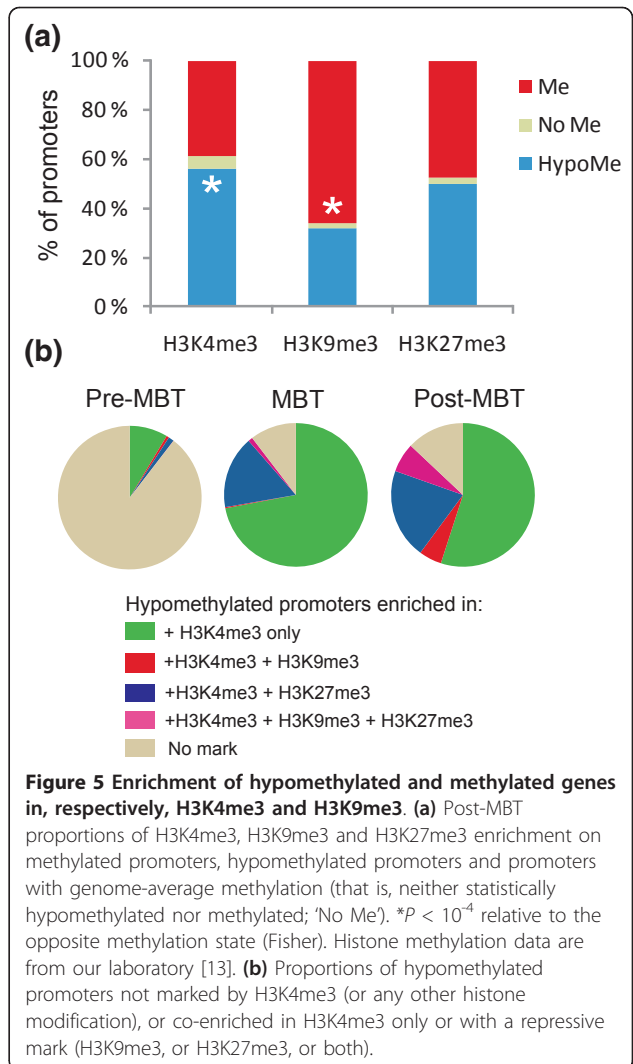 (a)
100 %
80 %
60 %
40 %
20 %
0 %
% of promoters
*
*
H3K4me3 H3K9me3 H3K27me3
Me
No Me
HypoMe
(b)
Pre-MBT MBT Post-MBT
Hypomethylated promoters enriched in:
+ H3K4me3 only
+H3K4me3 + H3K9me3
+H3K4me3 + H3K27me3
+H3K4me3 + H3K9me3 + H3K27me3
No mark
Figure 5 Enrichment of hypomethylated and methylated genes
in, respectively, H3K4me3 and H3K9me3. (a) Post-MBT
proportions of H3K4me3, H3K9me3 and H3K27me3 enrichment on
methylated promoters, hypomethylated promoters and promoters
with genome-average methylation (that is, neither statistically
hypomethylated nor methylated; ‘No Me’). *P < 10-4 relative to the
opposite methylation state (Fisher). Histone methylation data are
from our laboratory [13]. (b) Proportions of hypomethylated
promoters not marked by H3K4me3 (or any other histone
modification), or co-enriched in H3K4me3 only or with a repressive
mark (H3K9me3, or H3K27me3, or both).